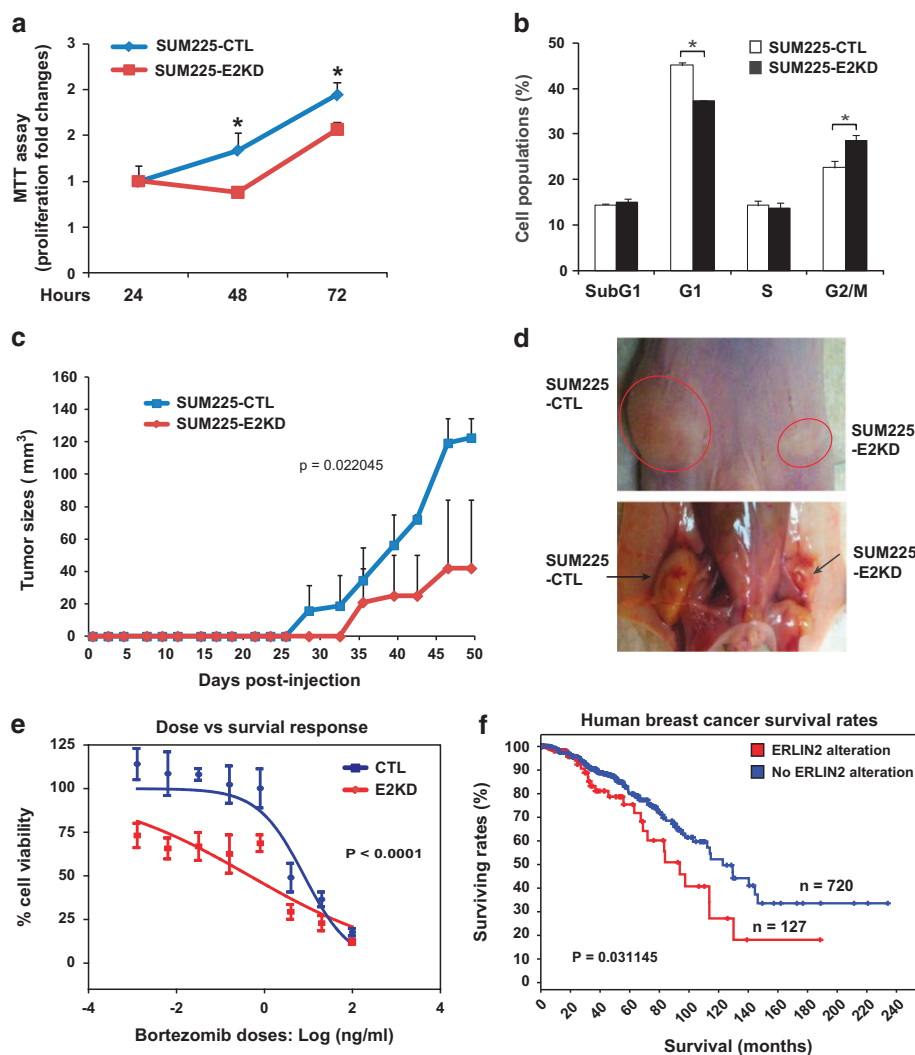 a
SUM225-CTL
SUM225-E2KD
MTT assay
(proliferation fold changes)
3
2
2
1
1
0
*
*
Hours 24 48 72
b
SUM225-CTL
SUM225-E2KD
Cell populations (%)
50
40
30
20
10
0
*
*
SubG1 G1 S G2/M
c
SUM225-CTL
SUM225-E2KD
p = 0.022045
Tumor sizes ( mm3)
160
140
120
100
80
60
40
20
0
0 5 10 15 20 25 30 35 40 45 50
Days post-injection
d
SUM225
-CTL
SUM225
-E2KD
SUM225
-CTL
SUM225
-E2KD
e
Dose vs survial response
CTL
E2KD
P < 0.0001
% cell viability
125
100
75
50
25
0
-4 -2 0 2 4
Bortezomib doses: Log (ng/ml)
f
Human breast cancer survival rates
ERLIN2 alteration
No ERLIN2 alteration
Surviving rates (%)
100
90
80
70
60
50
40
30
20
10
0
n = 720
n = 127
P = 0.031145
0 20 40 60 80 100 120 140 160 180 200 220 240
Survival (months)